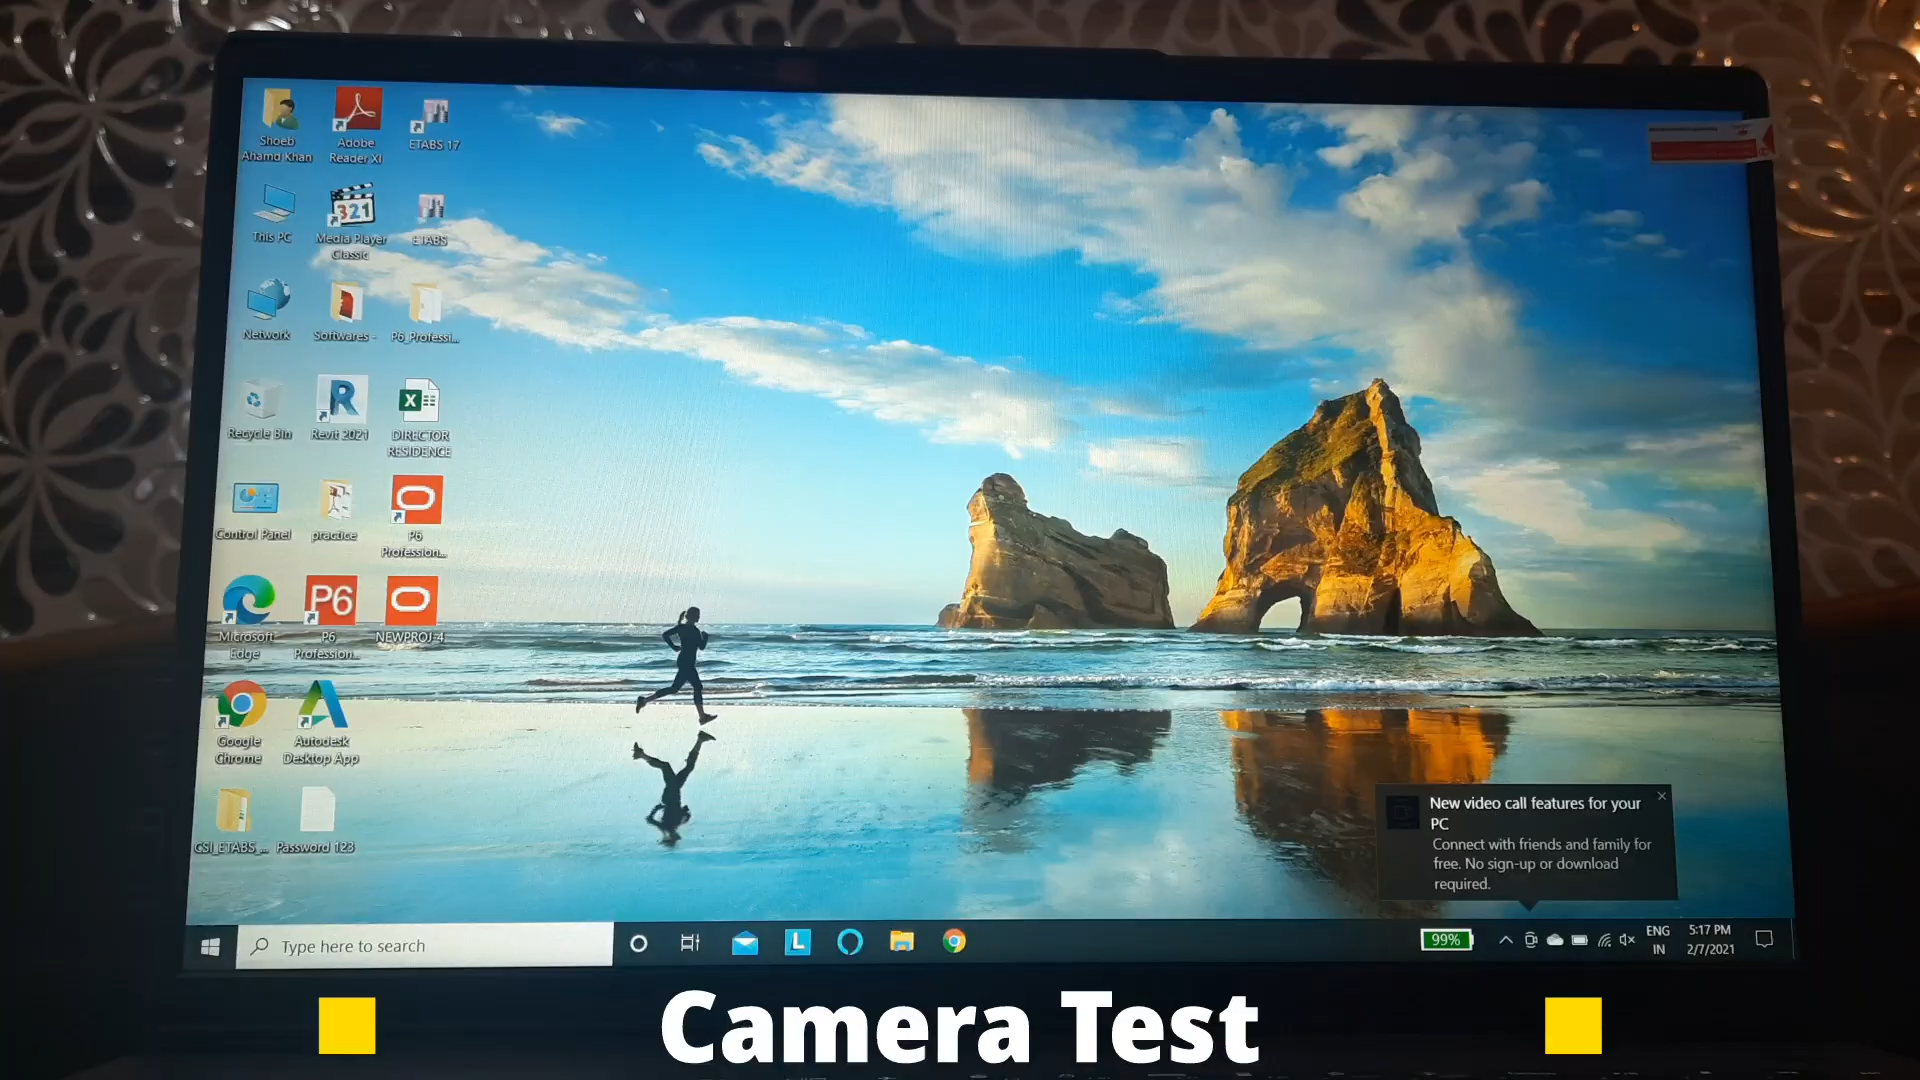 Shoeb
Ahamd Khan
Adobe
Reader XI
ETABS 17
This PC
321
Media Player
Classic
ETABS
Network
Softwares -
P6_Professi...
Recycle Bin
R
Revit 2021
X
DIRECTOR
RESIDENCE
Control Panel
practice
P6
Profession...
Microsoft
Edge
P6
P6
Profession...
NEWPROJ-4
Google
Chrome
Autodesk
Desktop App
CSI_ETABS_...
Password 123
New video call features for your
PC
Connect with friends and family for
free. No sign-up or download
required.
Type here to search
L
99%
ENG
IN
5:17 PM
2/7/2021
Camera Test